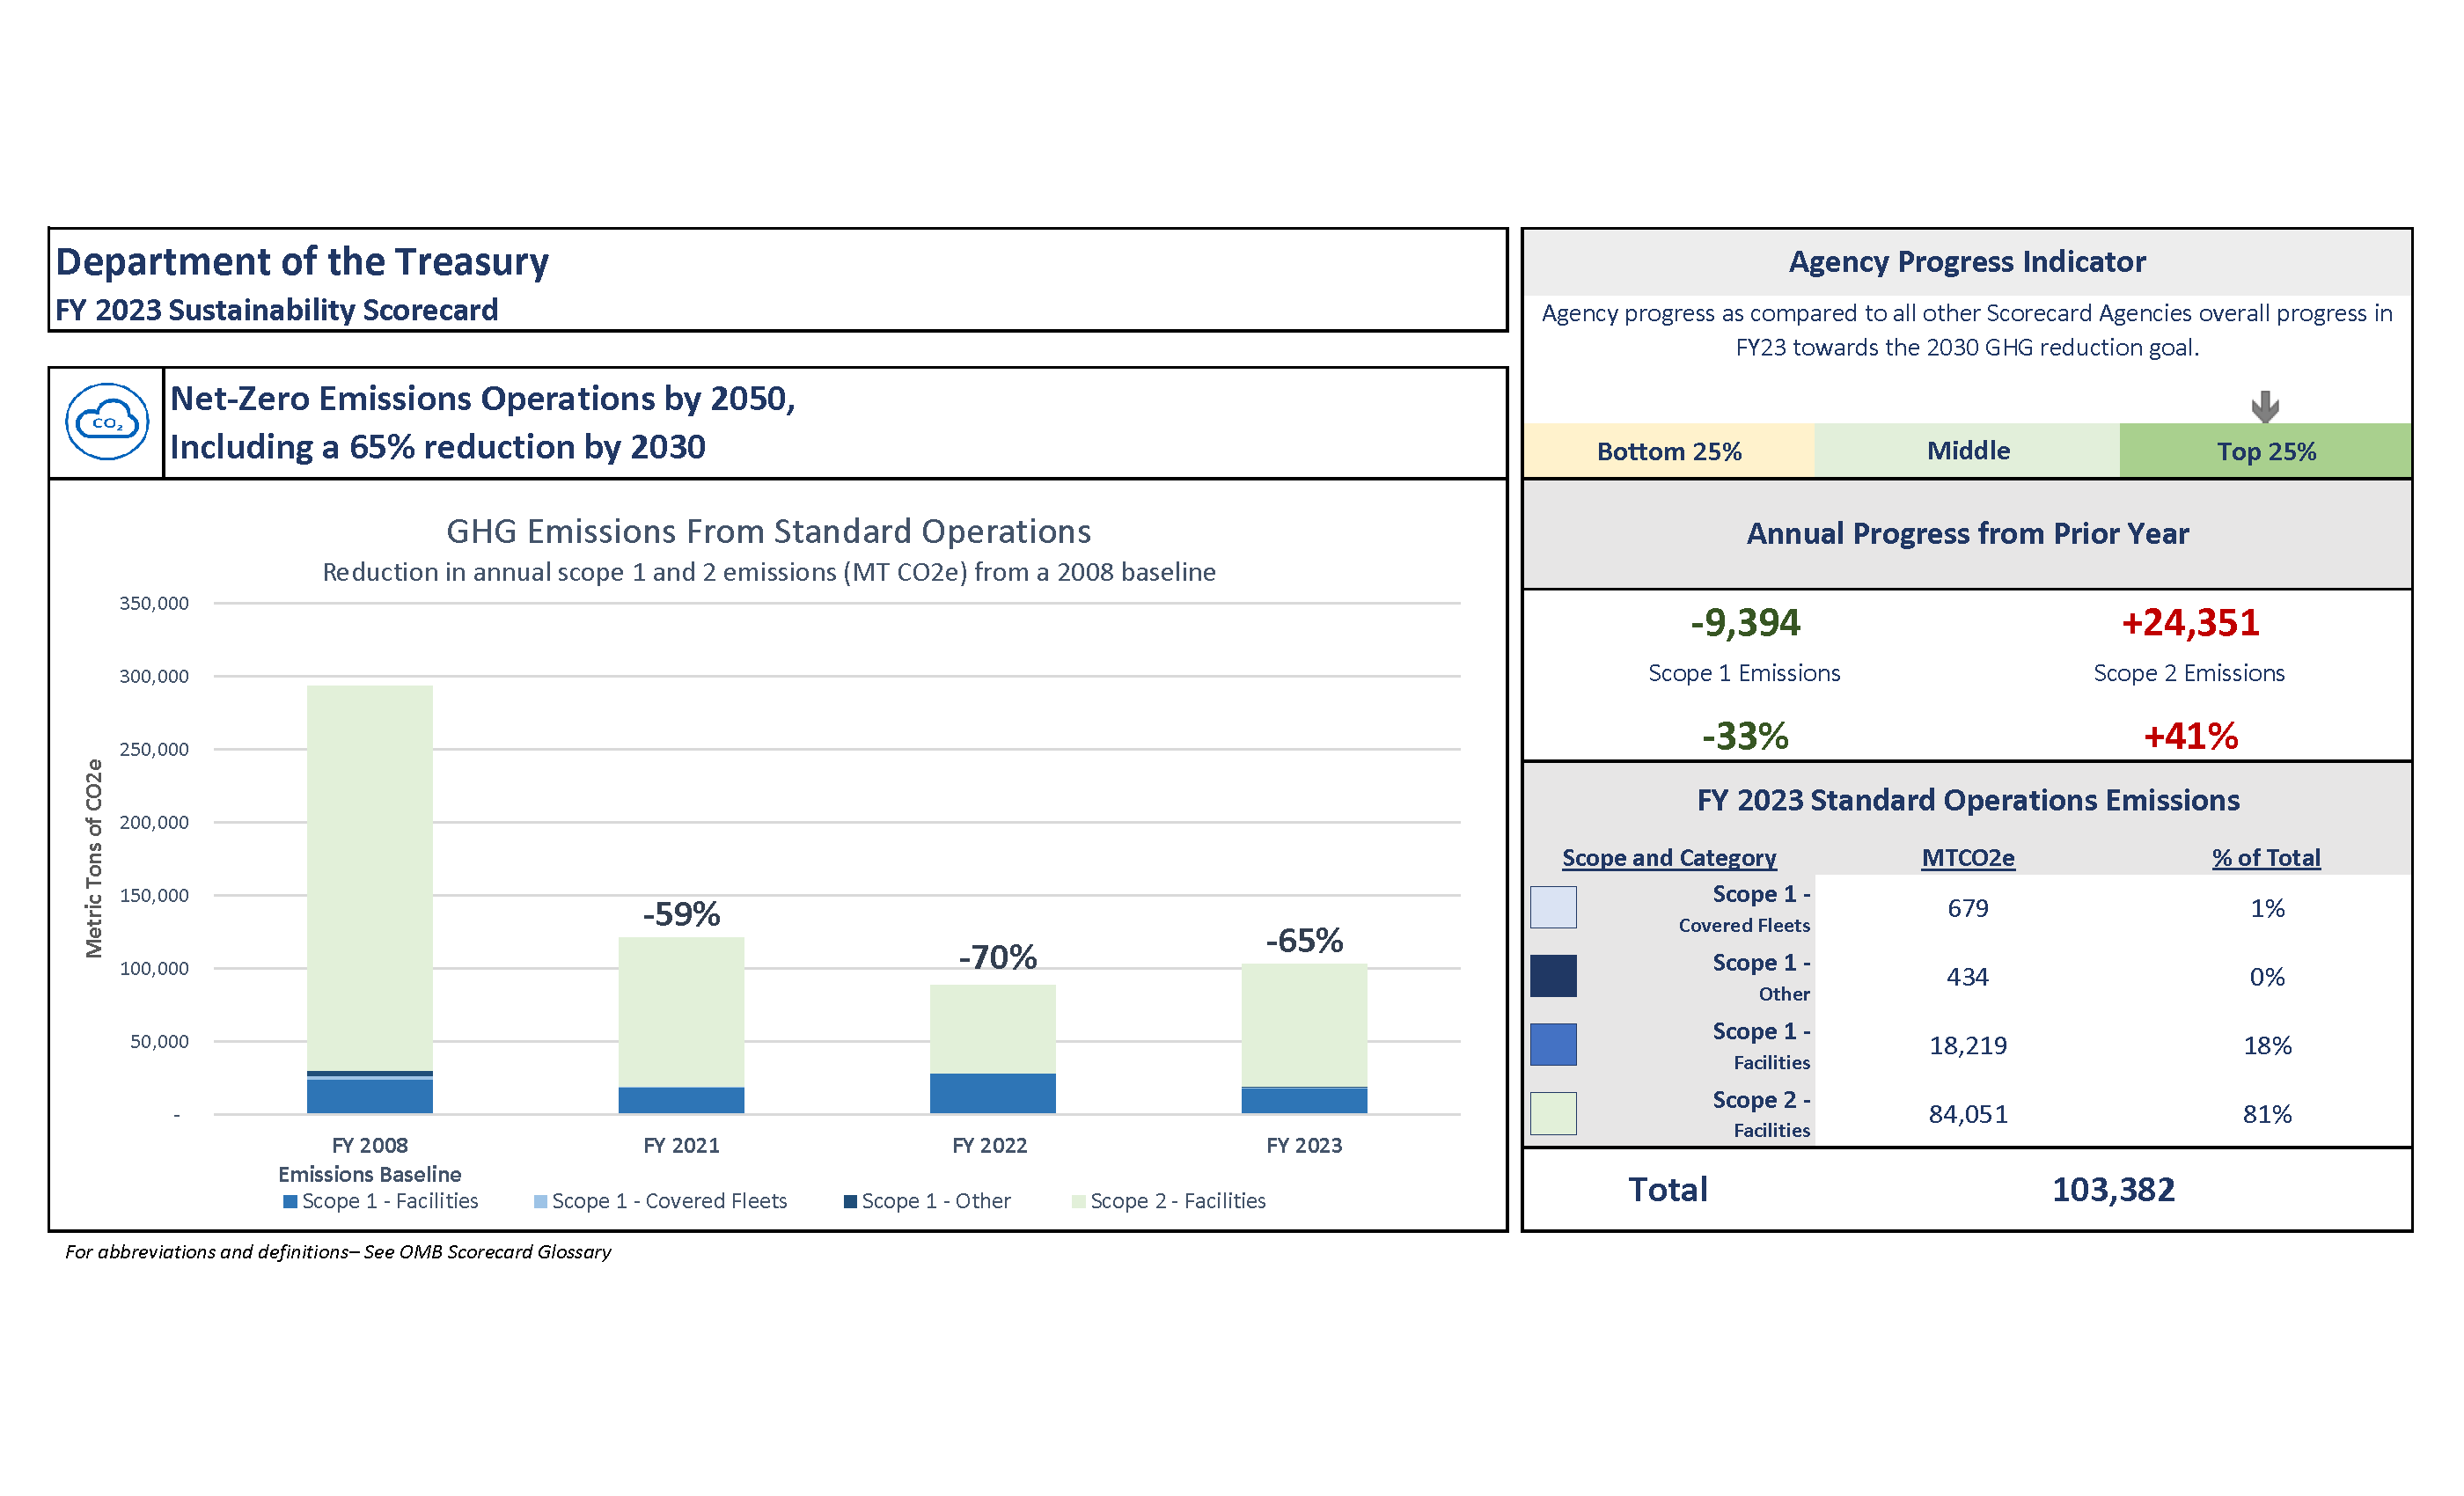 Department of the Treasury
FY 2023 Sustainability Scorecard
CO₂
Net-Zero Emissions Operations by 2050,
Including a 65% reduction by 2030
GHG Emissions From Standard Operations
Reduction in annual scope 1 and 2 emissions (MT CO2e) from a 2008 baseline
Metric Tons of CO2e
350,000
300,000
250,000
200,000
150,000
100,000
50,000
-
-59%
-70%
-65%
FY 2008
Emissions Baseline
FY 2021
FY 2022
FY 2023
Scope 1 - Facilities
Scope 1 - Covered Fleets
Scope 1 - Other
Scope 2 - Facilities
For abbreviations and definitions– See OMB Scorecard Glossary
Agency Progress Indicator
Agency progress as compared to all other Scorecard Agencies overall progress in
FY23 towards the 2030 GHG reduction goal.
Bottom 25%
Middle
Top 25%
Annual Progress from Prior Year
-9,394
+24,351
Scope 1 Emissions
Scope 2 Emissions
-33%
+41%
FY 2023 Standard Operations Emissions
Scope and Category
MTCO2e
% of Total
Scope 1 -
Covered Fleets
679
1%
Scope 1 -
Other
434
0%
Scope 1 -
Facilities
18,219
18%
Scope 2 -
Facilities
84,051
81%
Total
103,382